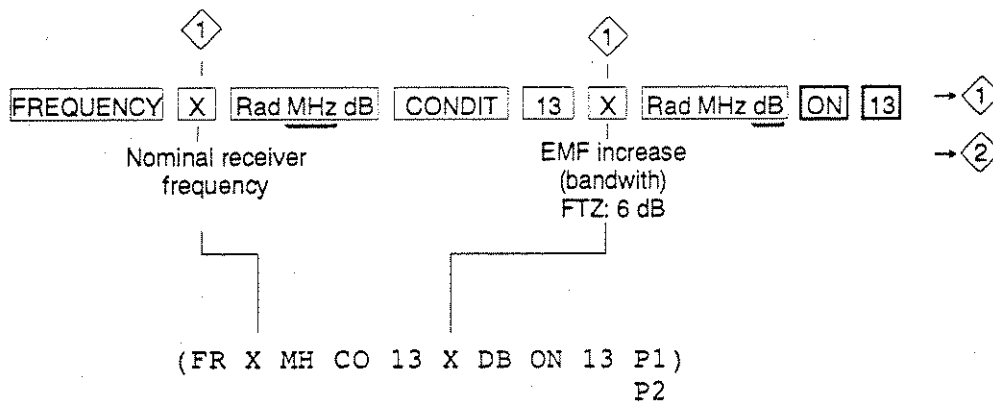 1 1
FREQUENCY X Rad MHz dB CONDIT 13 X Rad MHz dB ON 13 → 1
→ 2
Nominal receiver
frequency
EMF increase
(bandwith)
FTZ: 6 dB
(FR X MH CO 13 X DB ON 13 P1)
P2